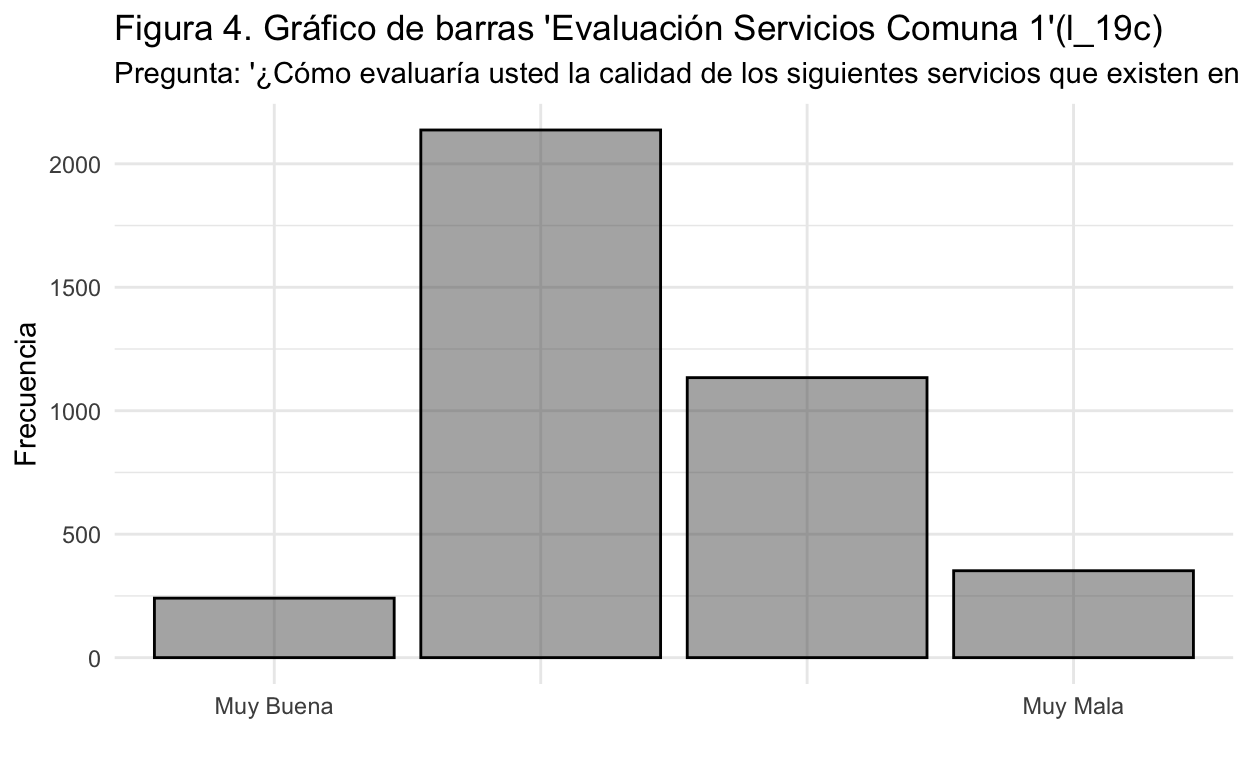 Figura 4. Gráfico de barras 'Evaluación Servicios Comuna 1'(I_19c)
Pregunta: '¿Cómo evaluaría usted la calidad de los siguientes servicios que existen en
2000
1500
1000
500
0
Frecuencia
Muy Buena
Muy Mala